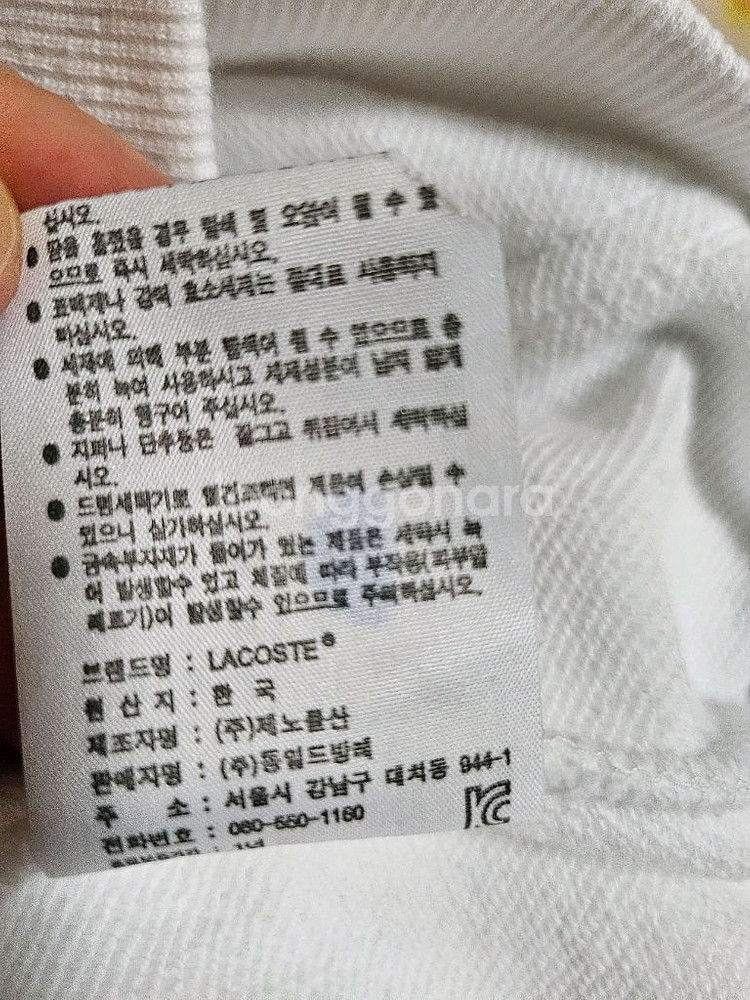 십시오.
● 땀을 흘렸을 경우 탈색 및 오염이 될 수 있
으므로 즉시 세탁하십시오.
● 표백제나 강력 효소세제는 절대로 사용하지
마십시오.
● 세제에 의해 부분 탈색이 될 수 있으므로 충
분히 녹여 사용하시고 세제성분이 남지 않게
충분히 헹구어 주십시오.
● 지퍼나 단추등은 잠그고 뒤집어서 세탁하십
시오.
● 드럼세탁기로 열건조하면 제품이 손상될 수
있으니 삼가하십시오.
● 금속부자재가 들어가 있는 제품은 세탁시 녹
이 발생할수 있고 체질에 따라 부작용(피부알
레르기)이 발생할수 있으므로 주의하십시오.
브랜드명 : LACOSTE®
원 산 지 : 한 국
제조자명 : (주)제노물산
판매자명 : (주)동일드방레
주 소 : 서울시 강남구 대치동 944-1
전화번호 : 080-550-1160
: 1년